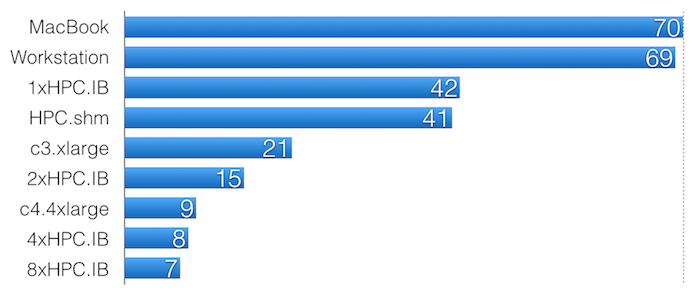 MacBook 70
Workstation 69
1xHPC.IB 42
HPC.shm 41
c3.xlarge 21
2xHPC.IB 15
c4.4xlarge 9
4xHPC.IB 8
8xHPC.IB 7